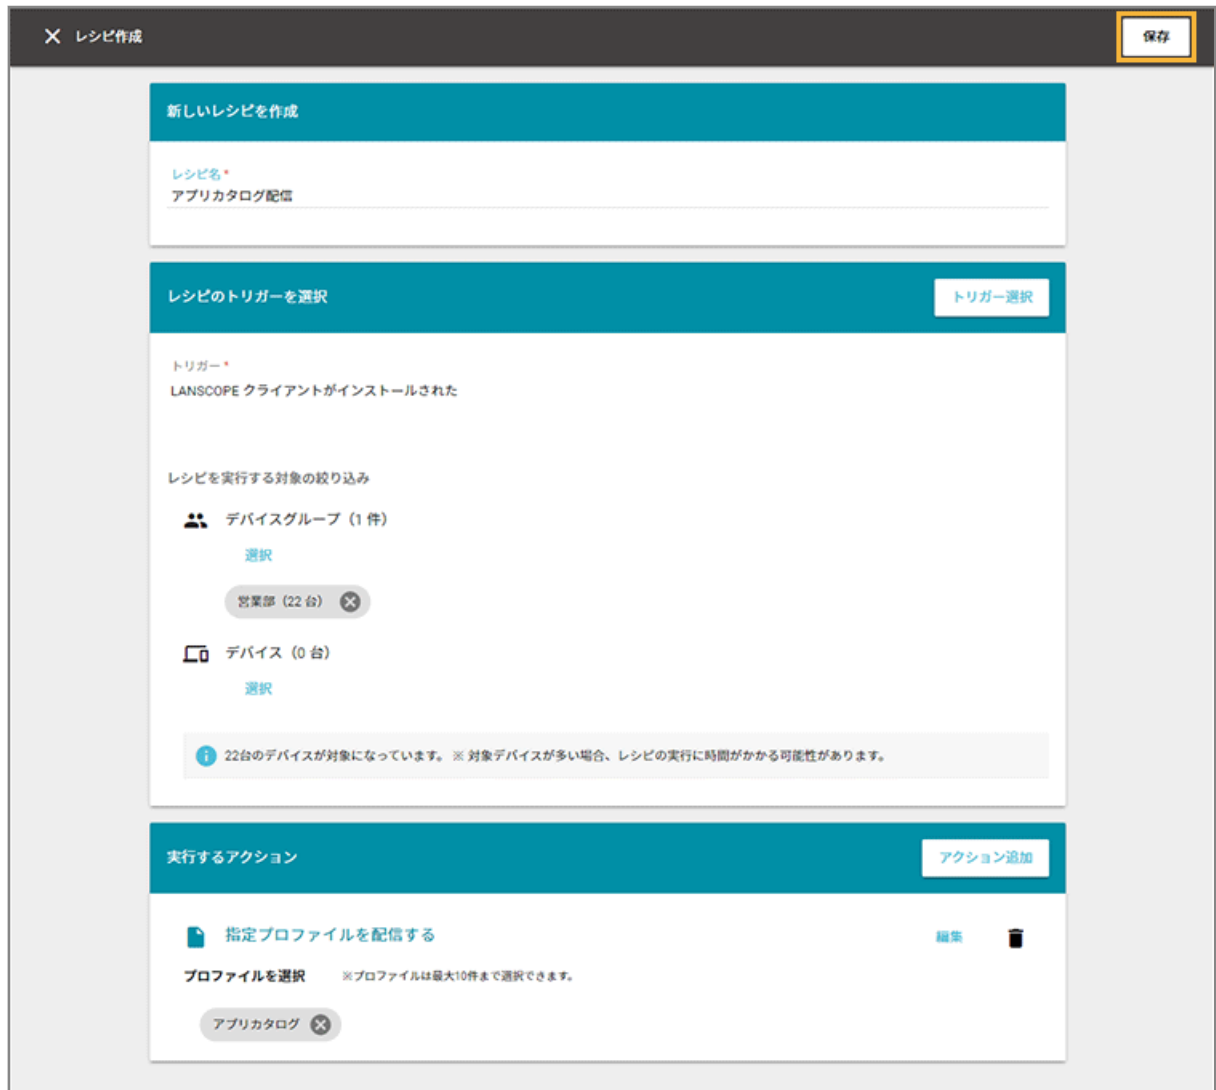 レシピ作成
保存
新しいレシピを作成
レシピ名*
アプリカタログ配信
レシピのトリガーを選択
トリガー選択
トリガー*
LANSCOPE クライアントがインストールされた
レシピを実行する対象の絞り込み
デバイスグループ（1 件）
選択
営業部（22 台）
デバイス（0 台）
選択
22台のデバイスが対象になっています。 ※ 対象デバイスが多い場合、レシピの実行に時間がかかる可能性があります。
実行するアクション
アクション追加
指定プロファイルを配信する
編集
プロファイルを選択 ※プロファイルは最大10件まで選択できます。
アプリカタログ